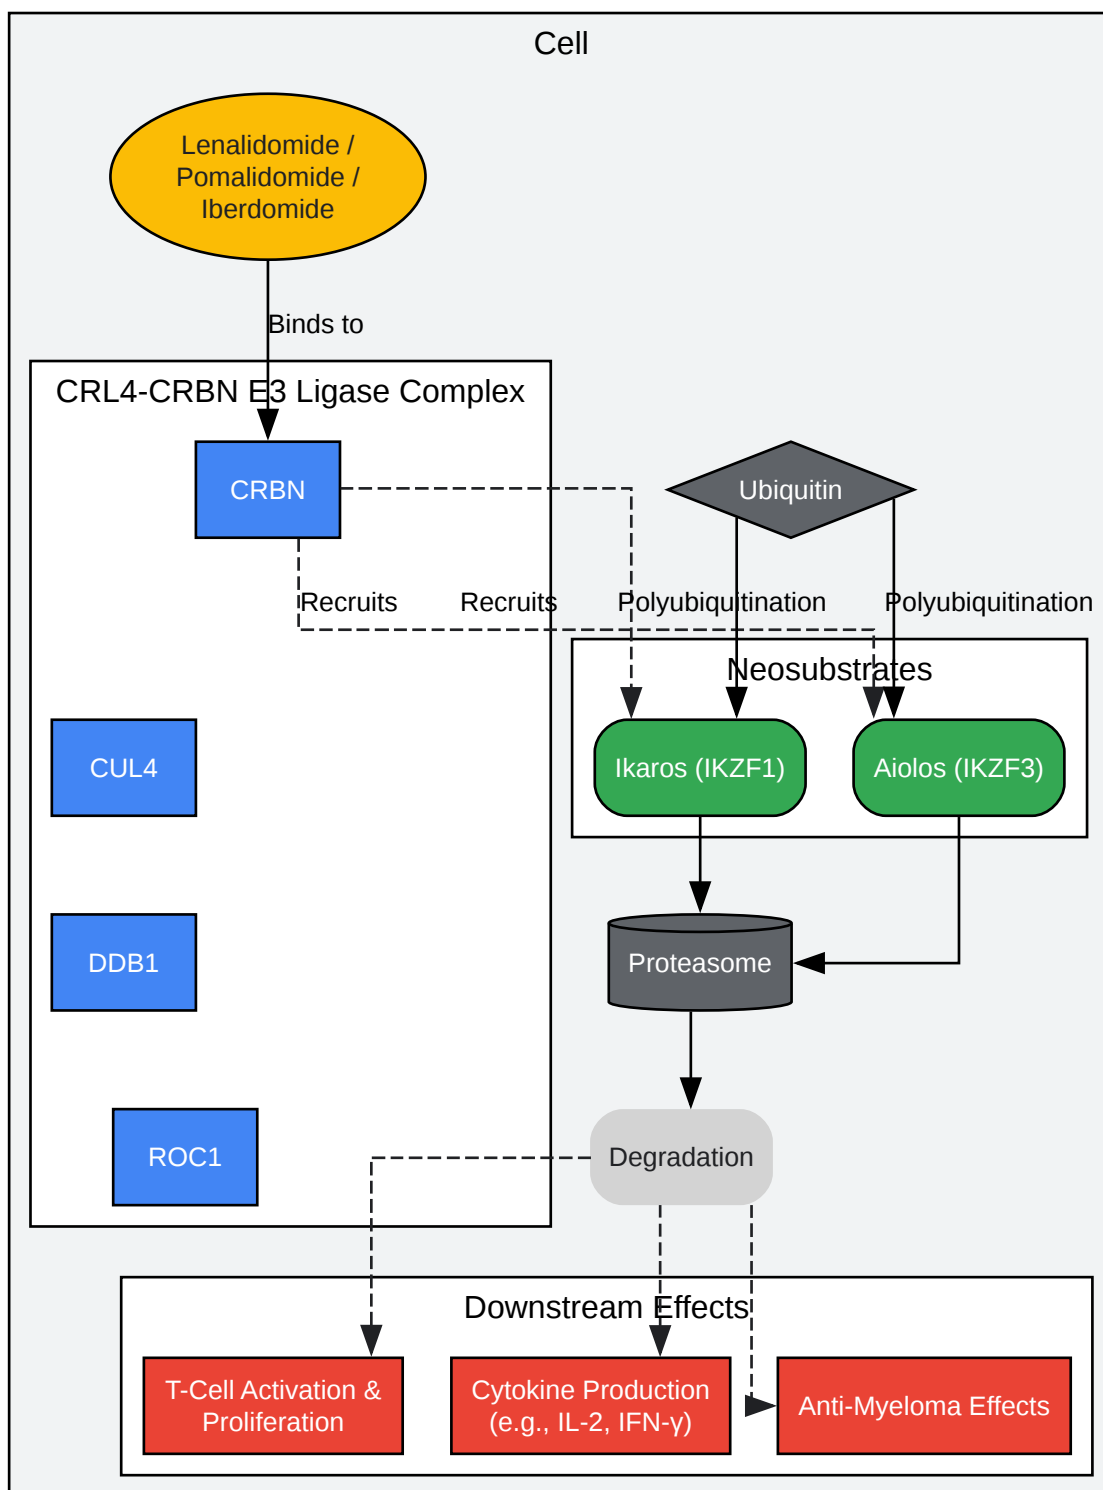 Cell
Lenalidomide /
Pomalidomide /
Iberdomide
Binds to
CRL4-CRBN E3 Ligase Complex
CRBN
Ubiquitin
Recruits
Recruits
Polyubiquitination
Polyubiquitination
Neosubstrates
CUL4
Ikaros (IKZF1)
Aiolos (IKZF3)
DDB1
Proteasome
ROC1
Degradation
Downstream Effects
T-Cell Activation &
Proliferation
Cytokine Production
(e.g., IL-2, IFN-γ)
Anti-Myeloma Effects